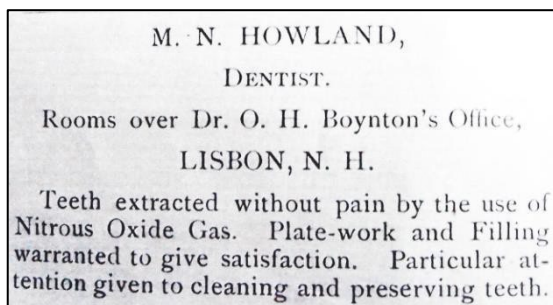 M. N. HOWLAND,
DENTIST.
Rooms over Dr. O. H. Boynton's Office,
LISBON, N. H.
Teeth extracted without pain by the use of
Nitrous Oxide Gas. Plate-work and Filling
warranted to give satisfaction. Particular at-
tention given to cleaning and preserving teeth.